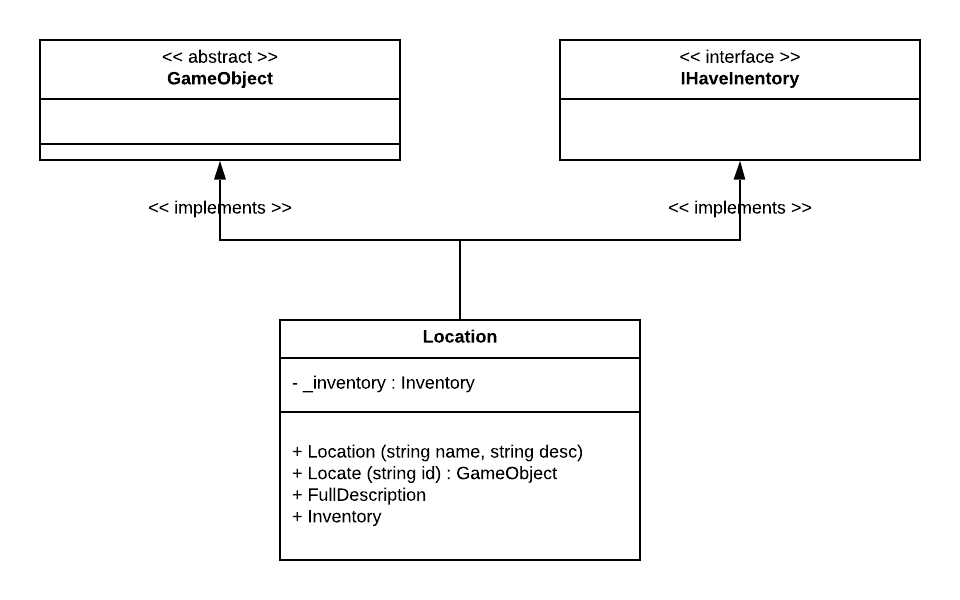 << abstract >>
GameObject
<< interface >>
IHaveInentory
<< implements >>
<< implements >>
Location
- _inventory : Inventory
+ Location (string name, string desc)
+ Locate (string id) : GameObject
+ FullDescription
+ Inventory